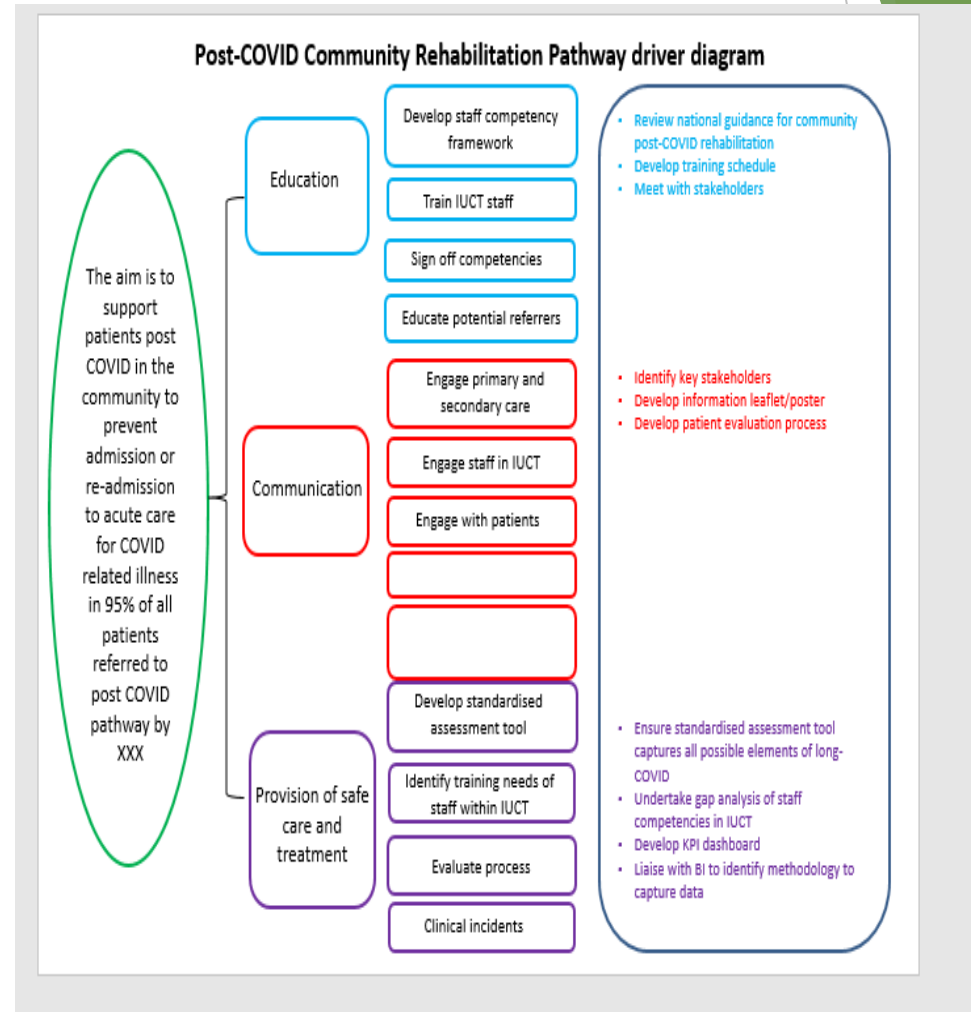 Post-COVID Community Rehabilitation Pathway driver diagram
The aim is to
support
patients post
COVID in the
community to
prevent
admission or
re-admission
to acute care
for COVID
related illness
in 95% of all
patients
referred to
post COVID
pathway by
XXX
Education
Develop staff competency
framework
Train IUCT staff
Sign off competencies
Educate potential referrers
• Review national guidance for community
post-COVID rehabilitation
• Develop training schedule
• Meet with stakeholders
Communication
Engage primary and
secondary care
Engage staff in IUCT
Engage with patients
• Identify key stakeholders
• Develop information leaflet/poster
• Develop patient evaluation process
Provision of safe
care and
treatment
Develop standardised
assessment tool
Identify training needs of
staff within IUCT
Evaluate process
Clinical incidents
• Ensure standardised assessment tool
captures all possible elements of long-
COVID
• Undertake gap analysis of staff
competencies in IUCT
• Develop KPI dashboard
• Liaise with BI to identify methodology to
capture data